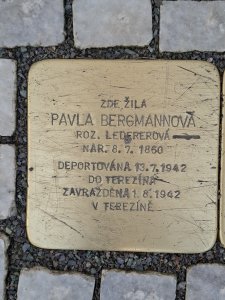 ZDE ŽILA
PAVLA BERGMANNOVÁ
ROZ. LEDEREROVÁ
NAR. 8. 7. 1860
DEPORTOVÁNA 13. 7. 1942
DO TEREZÍNA
ZAVRAŽDĚNA 1. 8. 1942
V TEREZÍNĚ